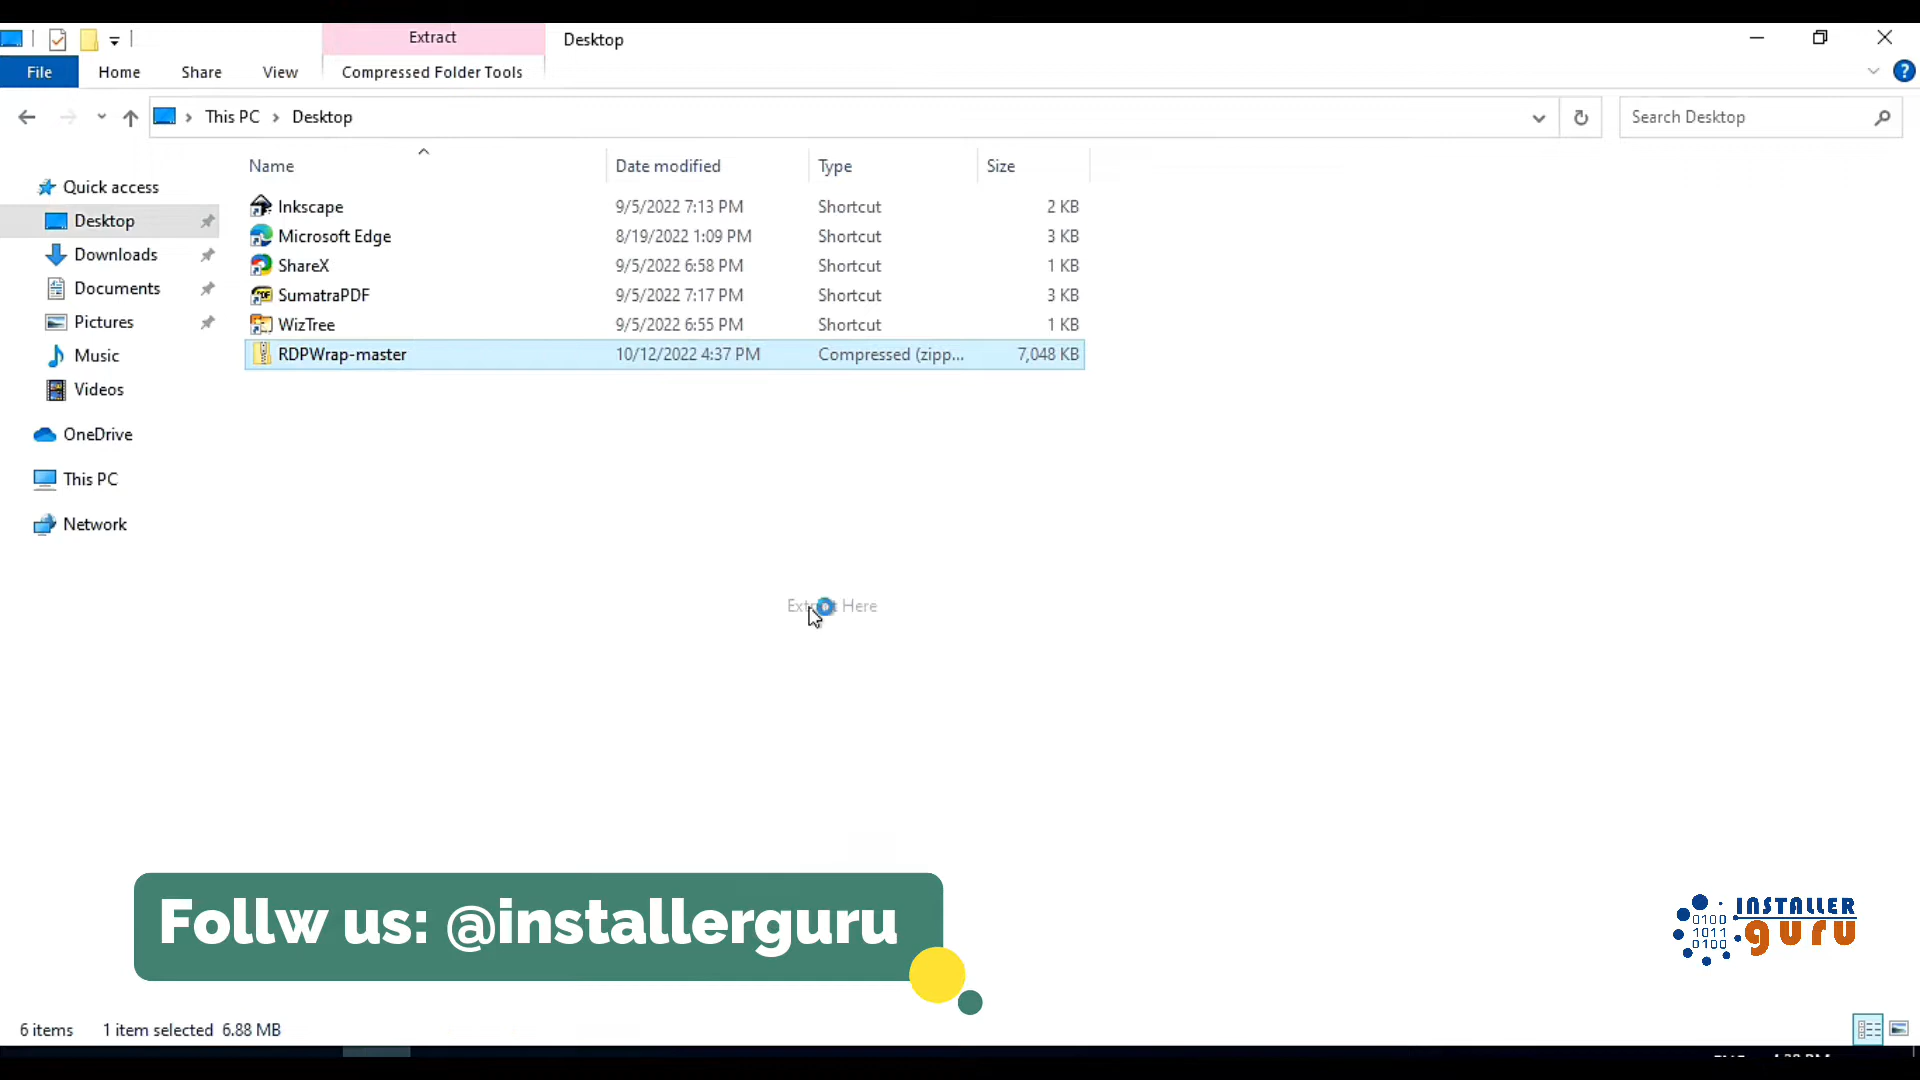 Extract
Desktop
File
Home
Share
View
Compressed Folder Tools
This PC
Desktop
Search Desktop
Name
Date modified
Type
Size
Quick access
Desktop
Downloads
Documents
Pictures
Music
Videos
OneDrive
This PC
Network
Inkscape 9/5/2022 7:13 PM Shortcut 2 KB
Microsoft Edge 8/19/2022 1:09 PM Shortcut 3 KB
ShareX 9/5/2022 6:58 PM Shortcut 1 KB
SumatraPDF 9/5/2022 7:17 PM Shortcut 3 KB
WizTree 9/5/2022 6:55 PM Shortcut 1 KB
RDPWrap-master 10/12/2022 4:37 PM Compressed (zipp... 7,048 KB
Extract Here
Follw us: @installerguru
0100
1011
0100
INSTALLER
guru
6 items 1 item selected 6.88 MB